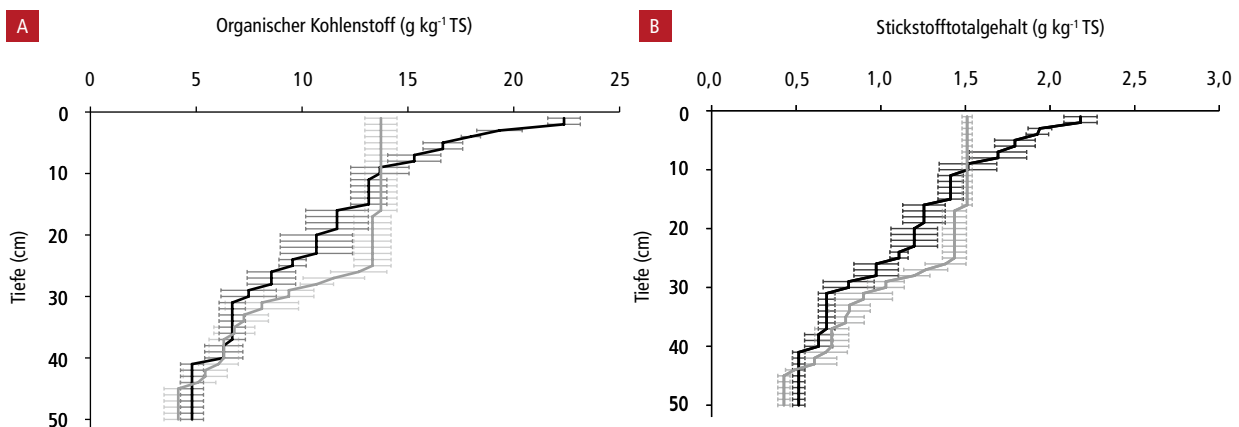 A
Organischer Kohlenstoff (g kg-1 TS)
0 5 10 15 20 25
Tiefe (cm)
0
10
20
30
40
50
B
Stickstofftotalgehalt (g kg-1 TS)
0,0 0,5 1,0 1,5 2,0 2,5 3,0
Tiefe (cm)
0
10
20
30
40
50